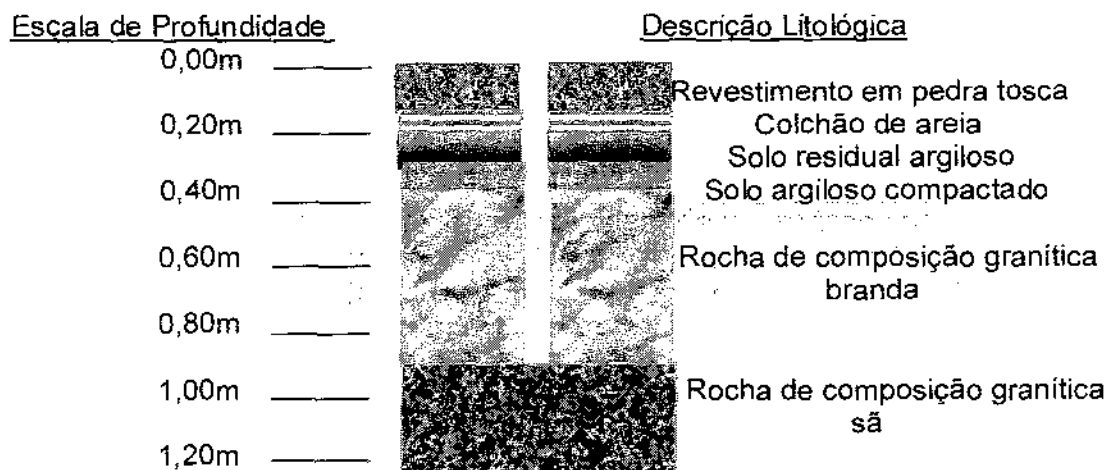 Escala de Profundidade
Descrição Litológica
0,00m
Revestimento em pedra tosca
0,20m
Colchão de areia
Solo residual argiloso
0,40m
Solo argiloso compactado
0,60m
Rocha de composição granítica
branda
0,80m
1,00m
Rocha de composição granítica
sã
1,20m